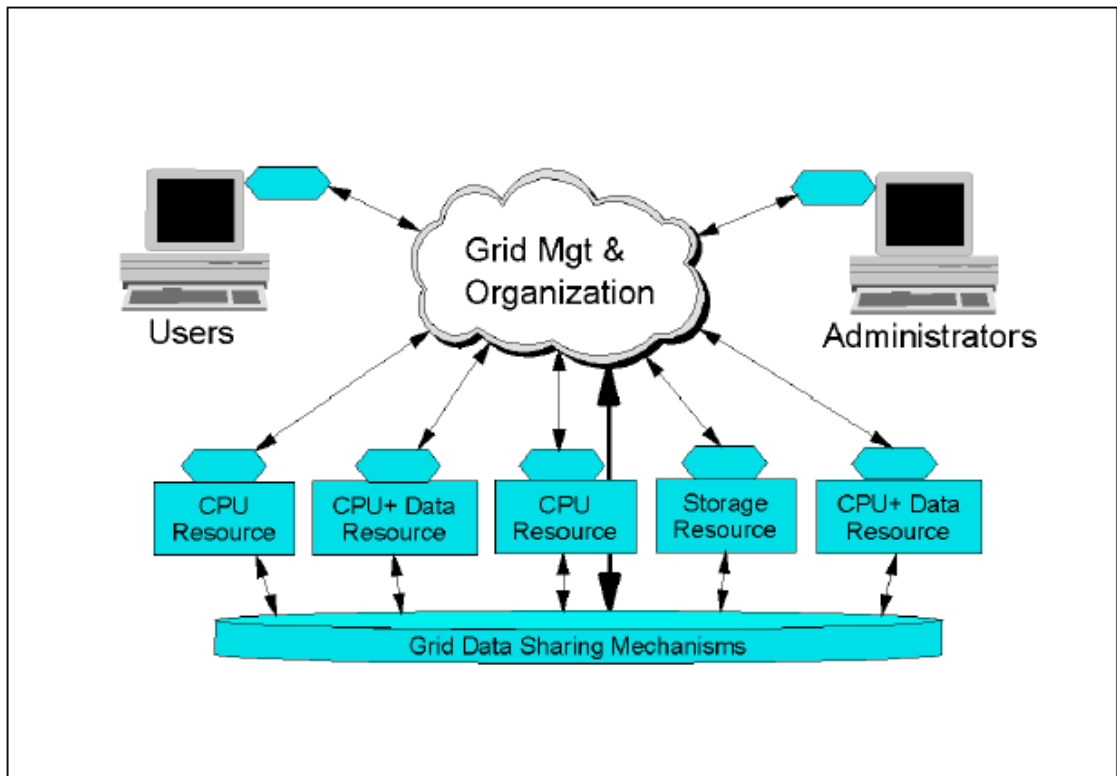 Grid Mgt &
Organization
Users
Administrators
CPU
Resource
CPU+ Data
Resource
CPU
Resource
Storage
Resource
CPU+ Data
Resource
Grid Data Sharing Mechanisms